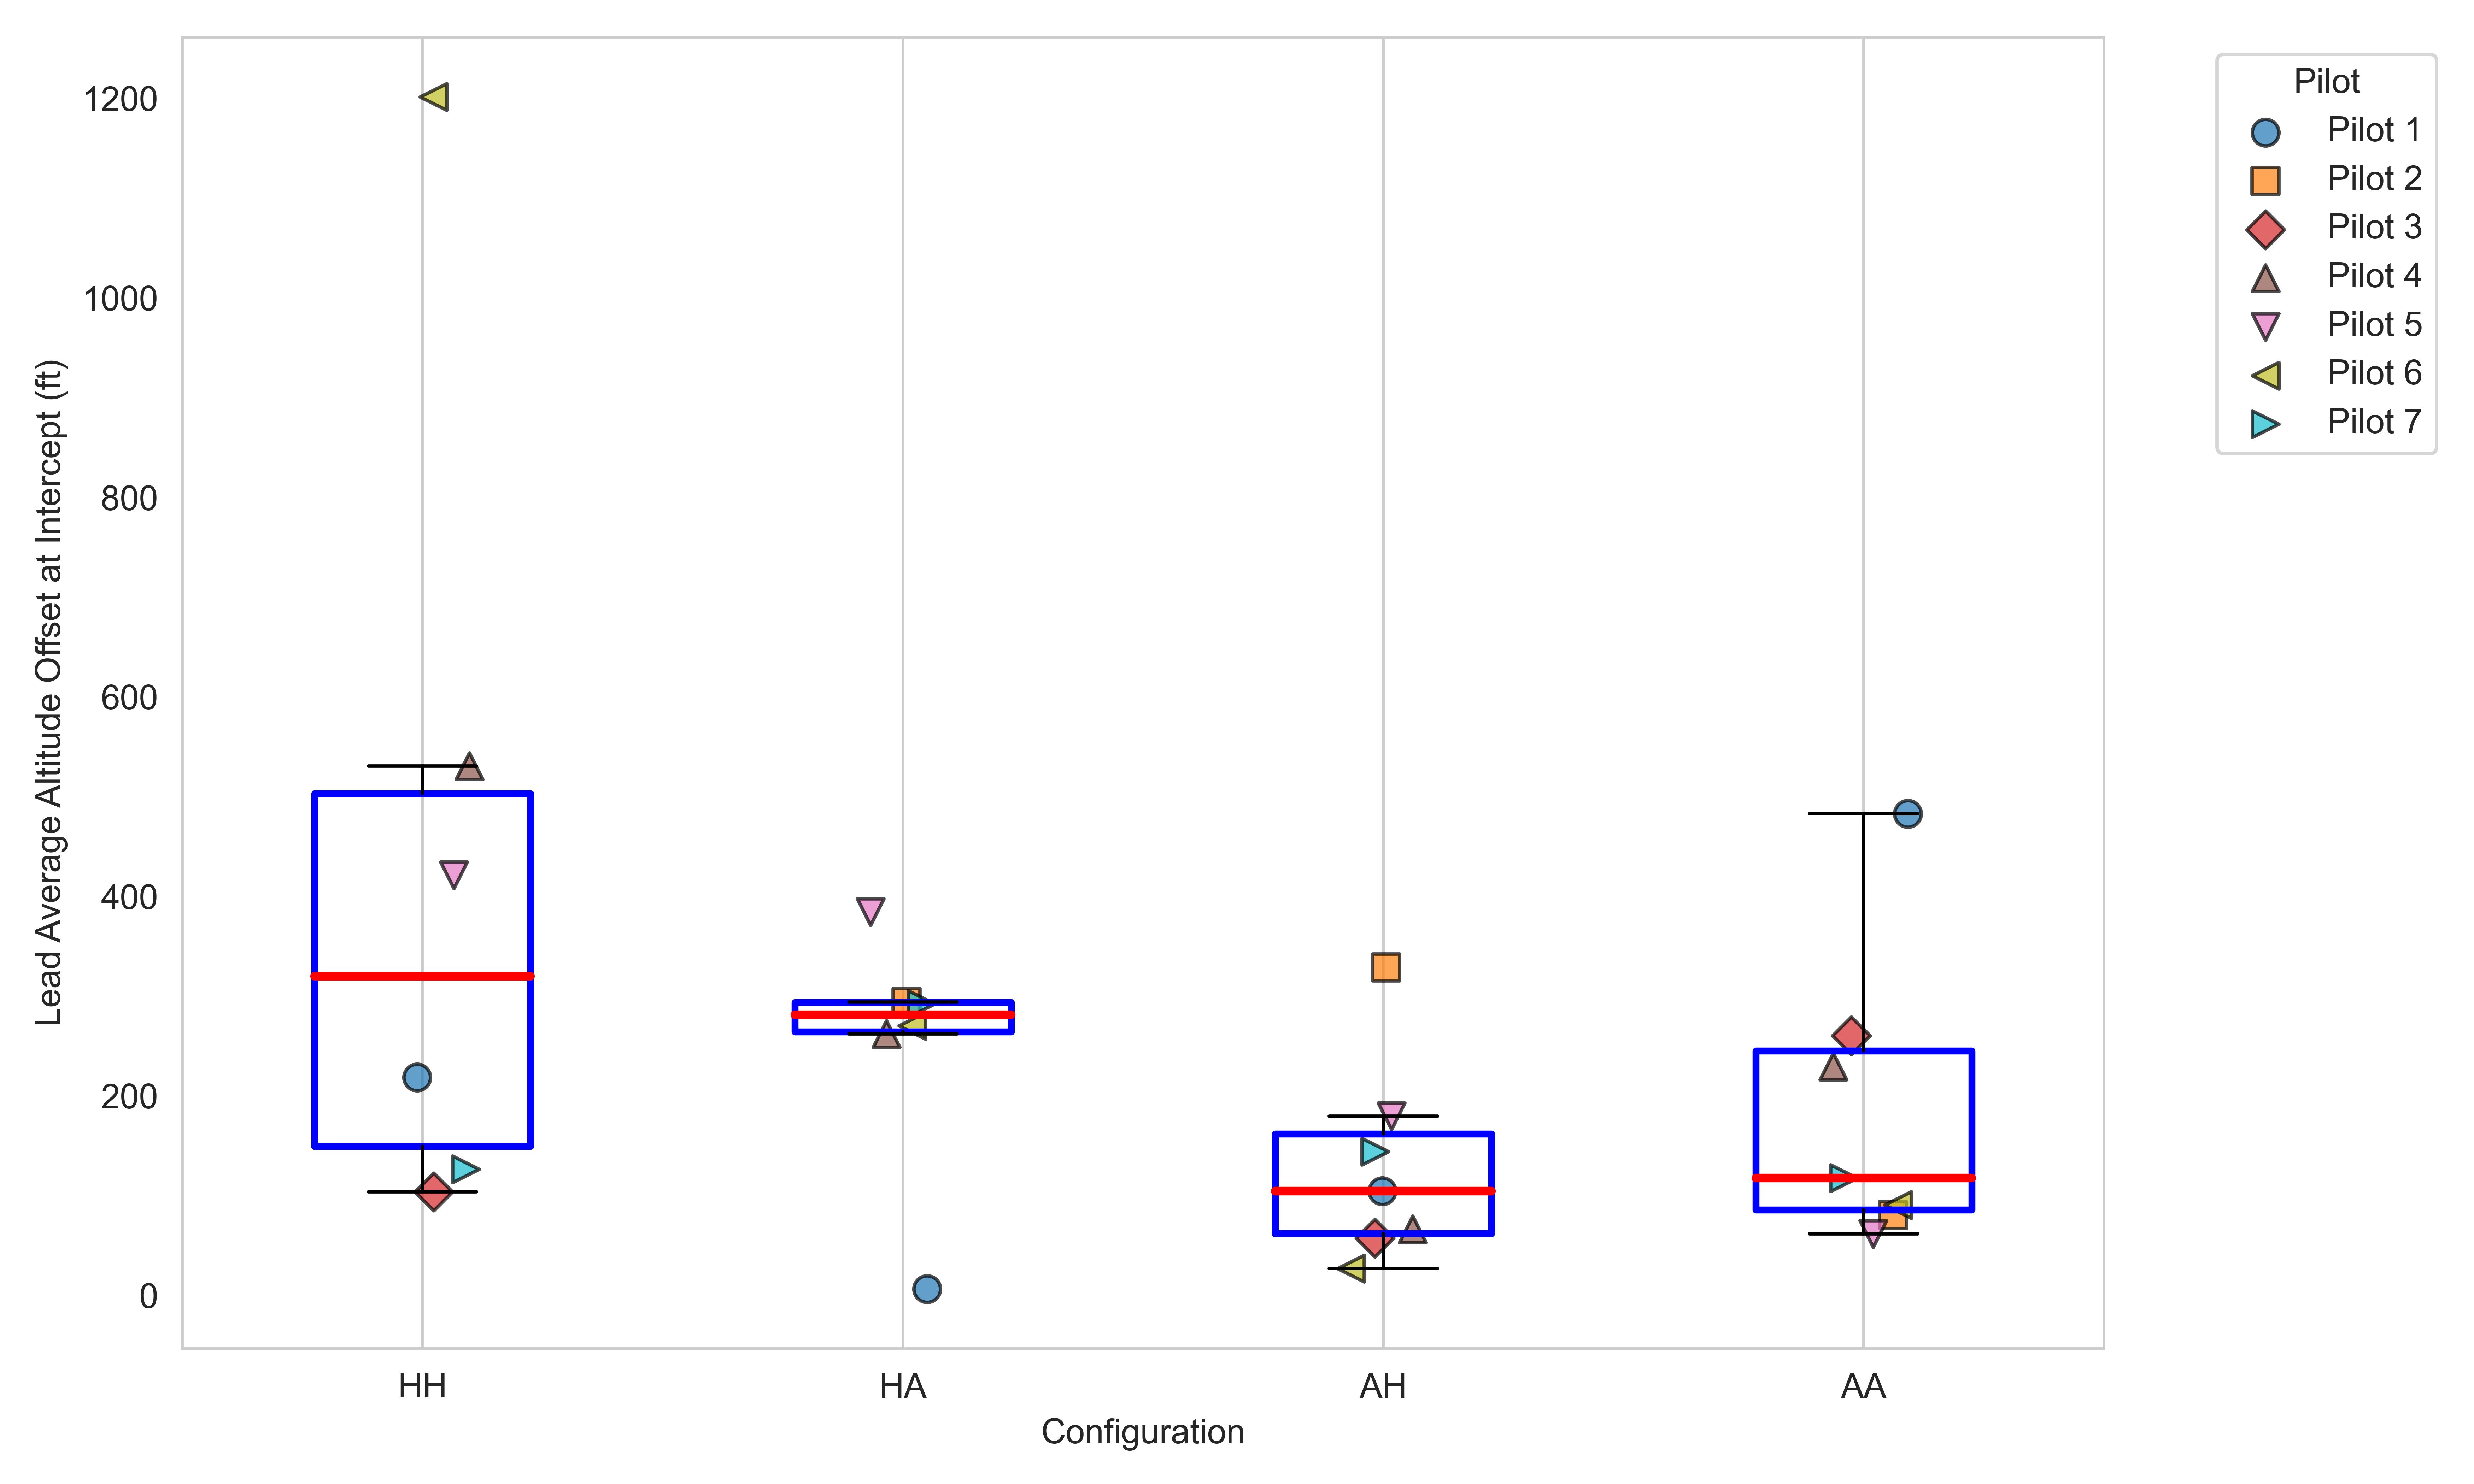 Lead Average Altitude Offset at Intercept (ft)
1200
1000
800
600
400
200
0
HH
HA
AH
AA
Configuration
Pilot
Pilot 1
Pilot 2
Pilot 3
Pilot 4
Pilot 5
Pilot 6
Pilot 7